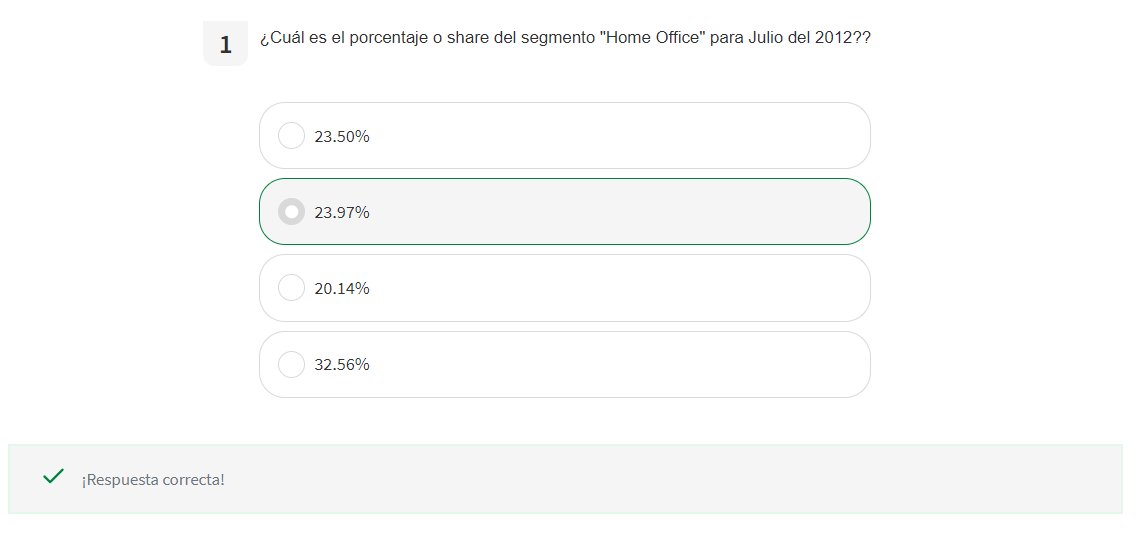 1
¿Cuál es el porcentaje o share del segmento "Home Office" para Julio del 2012??
23.50%
23.97%
20.14%
32.56%
¡Respuesta correcta!